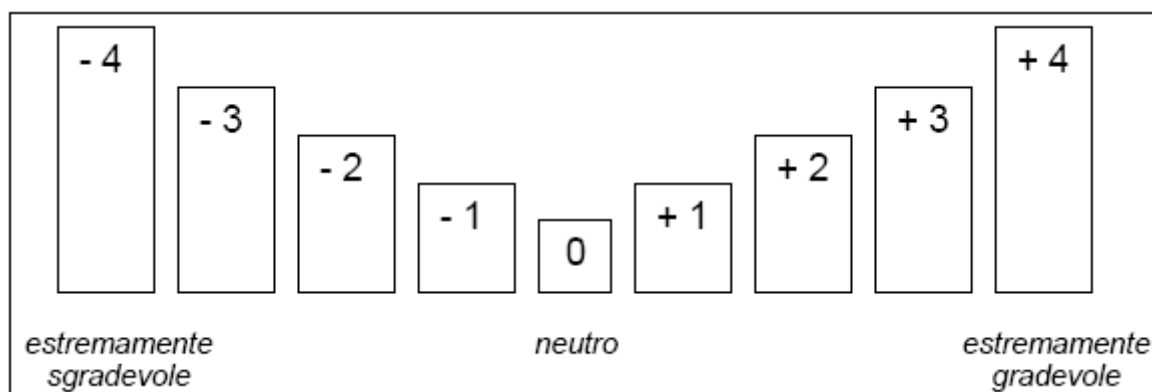 - 4
- 3
- 2
- 1
0
+ 1
+ 2
+ 3
+ 4
estremamente
sgradevole
neutro
estremamente
gradevole